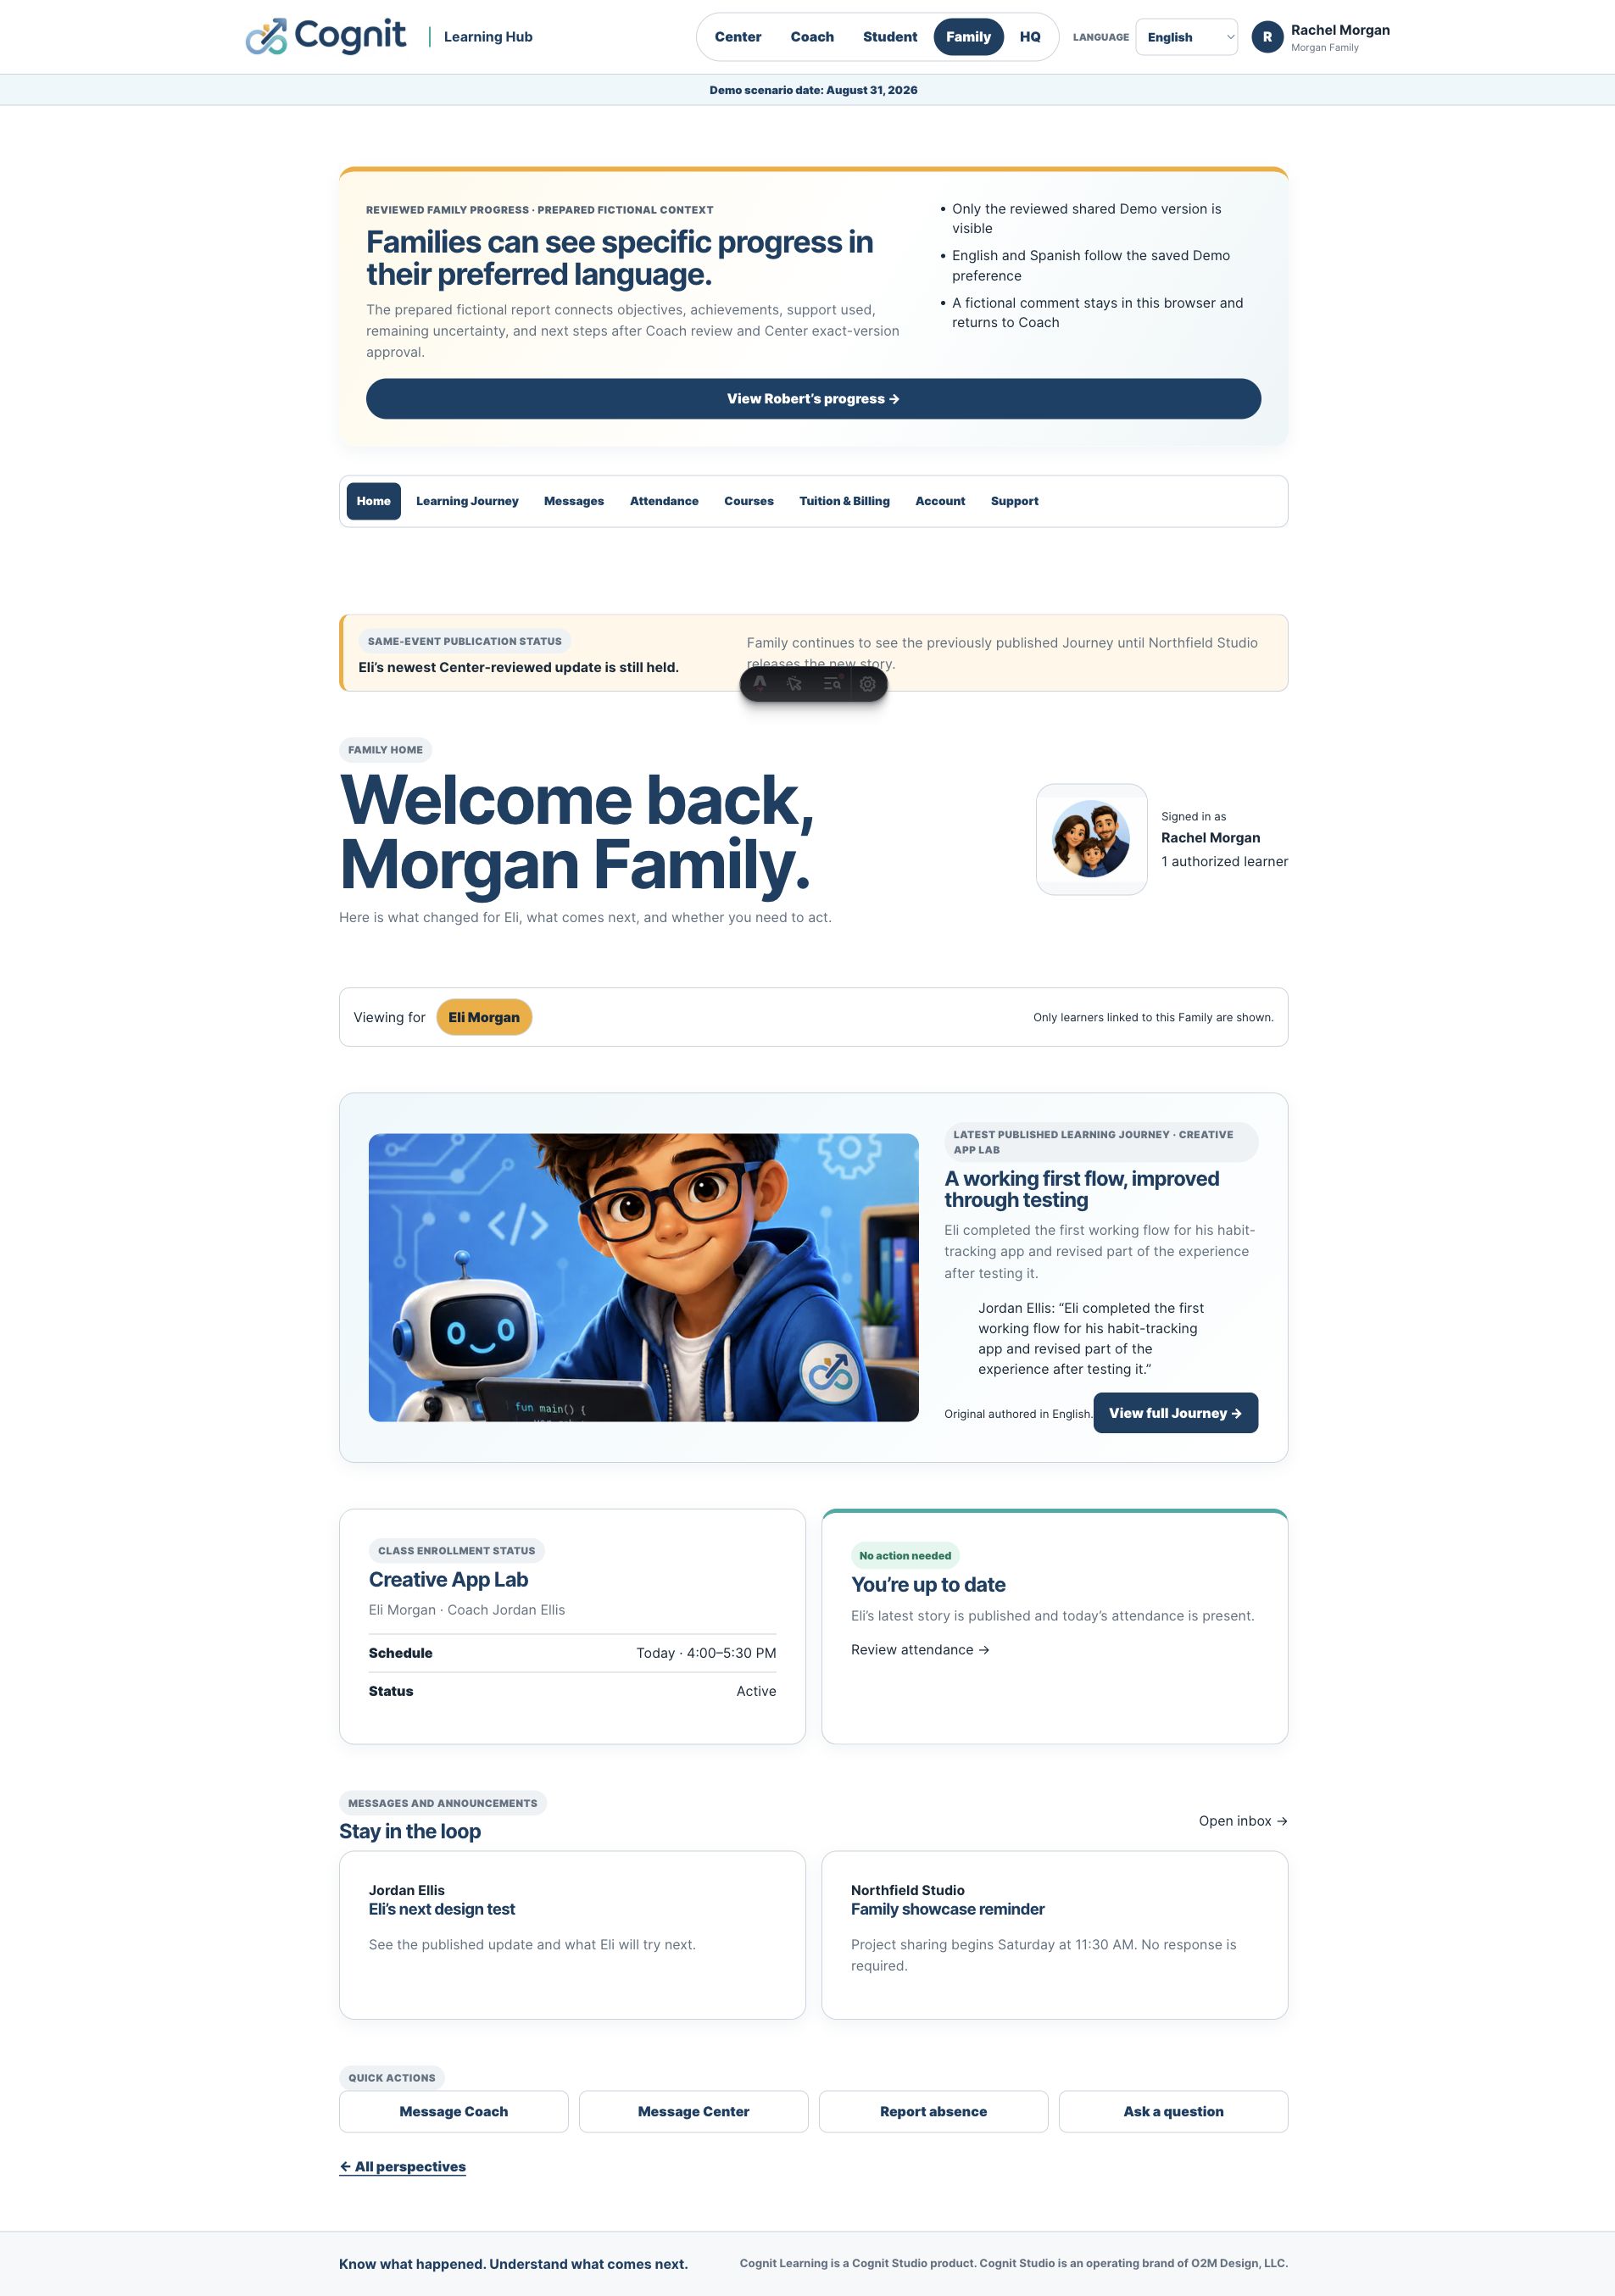 Cognit
Learning Hub
Center Coach Student Family HQ
LANGUAGE English
R
Rachel Morgan
Morgan Family
Demo scenario date: August 31, 2026
REVIEWED FAMILY PROGRESS · PREPARED FICTIONAL CONTEXT
Families can see specific progress in
their preferred language.
The prepared fictional report connects objectives, achievements, support used,
remaining uncertainty, and next steps after Coach review and Center exact-version
approval.
• Only the reviewed shared Demo version is
visible
• English and Spanish follow the saved Demo
preference
• A fictional comment stays in this browser and
returns to Coach
View Robert’s progress →
Home Learning Journey Messages Attendance Courses Tuition & Billing Account Support
SAME-EVENT PUBLICATION STATUS
Eli’s newest Center-reviewed update is still held.
Family continues to see the previously published Journey until Northfield Studio
releases the new story.
FAMILY HOME
Welcome back,
Morgan Family.
Here is what changed for Eli, what comes next, and whether you need to act.
Signed in as
Rachel Morgan
1 authorized learner
Viewing for Eli Morgan
Only learners linked to this Family are shown.
</>
fun main() {
LATEST PUBLISHED LEARNING JOURNEY · CREATIVE
APP LAB
A working first flow, improved
through testing
Eli completed the first working flow for his habit-
tracking app and revised part of the experience
after testing it.
Jordan Ellis: “Eli completed the first
working flow for his habit-tracking
app and revised part of the
experience after testing it.”
Original authored in English.
View full Journey →
CLASS ENROLLMENT STATUS
Creative App Lab
Eli Morgan · Coach Jordan Ellis
Schedule Today · 4:00–5:30 PM
Status Active
No action needed
You’re up to date
Eli’s latest story is published and today’s attendance is present.
Review attendance →
MESSAGES AND ANNOUNCEMENTS
Stay in the loop
Open inbox →
Jordan Ellis
Eli’s next design test
See the published update and what Eli will try next.
Northfield Studio
Family showcase reminder
Project sharing begins Saturday at 11:30 AM. No response is
required.
QUICK ACTIONS
Message Coach
Message Center
Report absence
Ask a question
← All perspectives
Know what happened. Understand what comes next.
Cognit Learning is a Cognit Studio product. Cognit Studio is an operating brand of O2M Design, LLC.